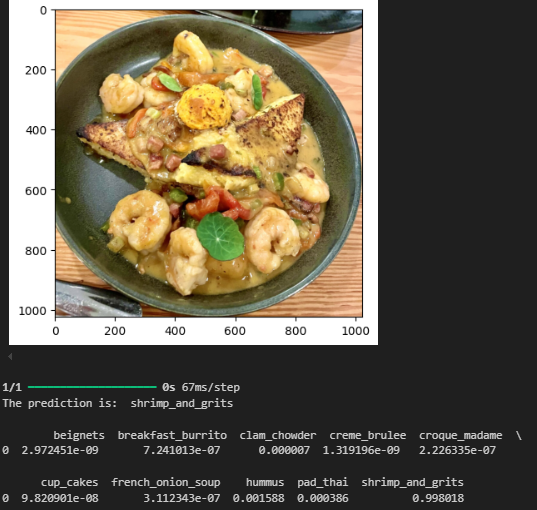 0
200
400
600
800
1000
0 200 400 600 800 1000
1/1 ━━━━━━━━━━━━━━━━━━━━ 0s 67ms/step
The prediction is:  shrimp_and_grits
beignets  breakfast_burrito  clam_chowder  creme_brulee  croque_madame  \
0  2.972451e-09  7.241013e-07  0.000007  1.319196e-09  2.226335e-07
cup_cakes  french_onion_soup  hummus  pad_thai  shrimp_and_grits
0  9.820901e-08  3.112343e-07  0.001588  0.000386  0.998018